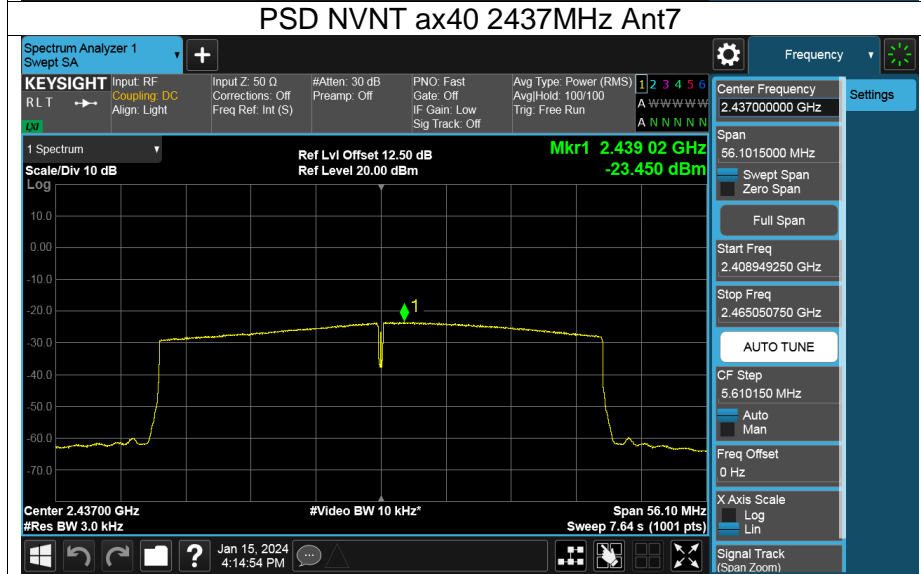 PSD NVNT ax40 2437MHz Ant7
Spectrum Analyzer 1
Swept SA
+
Frequency
KEYSIGHT
R L T
LXI
Input: RF
Coupling: DC
Align: Light
Input Z: 50 Ω
Corrections: Off
Freq Ref: Int (S)
#Atten: 30 dB
Preamp: Off
PNO: Fast
Gate: Off
IF Gain: Low
Sig Track: Off
Avg Type: Power (RMS)
Avg|Hold: 100/100
Trig: Free Run
1 2 3 4 5 6
A W W W W W
A N N N N N
1 Spectrum
Scale/Div 10 dB
Log
Ref Lvl Offset 12.50 dB
Ref Level 20.00 dBm
Mkr1 2.439 02 GHz
-23.450 dBm
10.0
0.00
-10.0
-20.0
-30.0
-40.0
-50.0
-60.0
-70.0
1
Center 2.43700 GHz
#Res BW 3.0 kHz
#Video BW 10 kHz*
Span 56.10 MHz
Sweep 7.64 s (1001 pts)
Jan 15, 2024
4:14:54 PM
?
Center Frequency
2.437000000 GHz
Settings
Span
56.1015000 MHz
Swept Span
Zero Span
Full Span
Start Freq
2.408949250 GHz
Stop Freq
2.465050750 GHz
AUTO TUNE
CF Step
5.610150 MHz
Auto
Man
Freq Offset
0 Hz
X Axis Scale
Log
Lin
Signal Track
(Span Zoom)